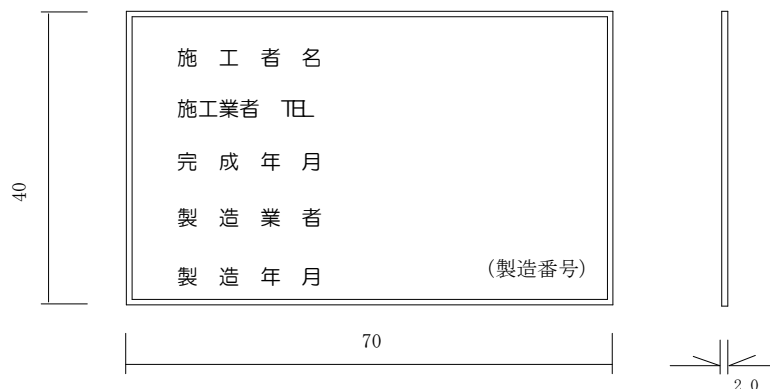 施 工 者 名
施工業者 TEL
完 成 年 月
製 造 業 者
製 造 年 月
(製造番号)
40
70
2.0